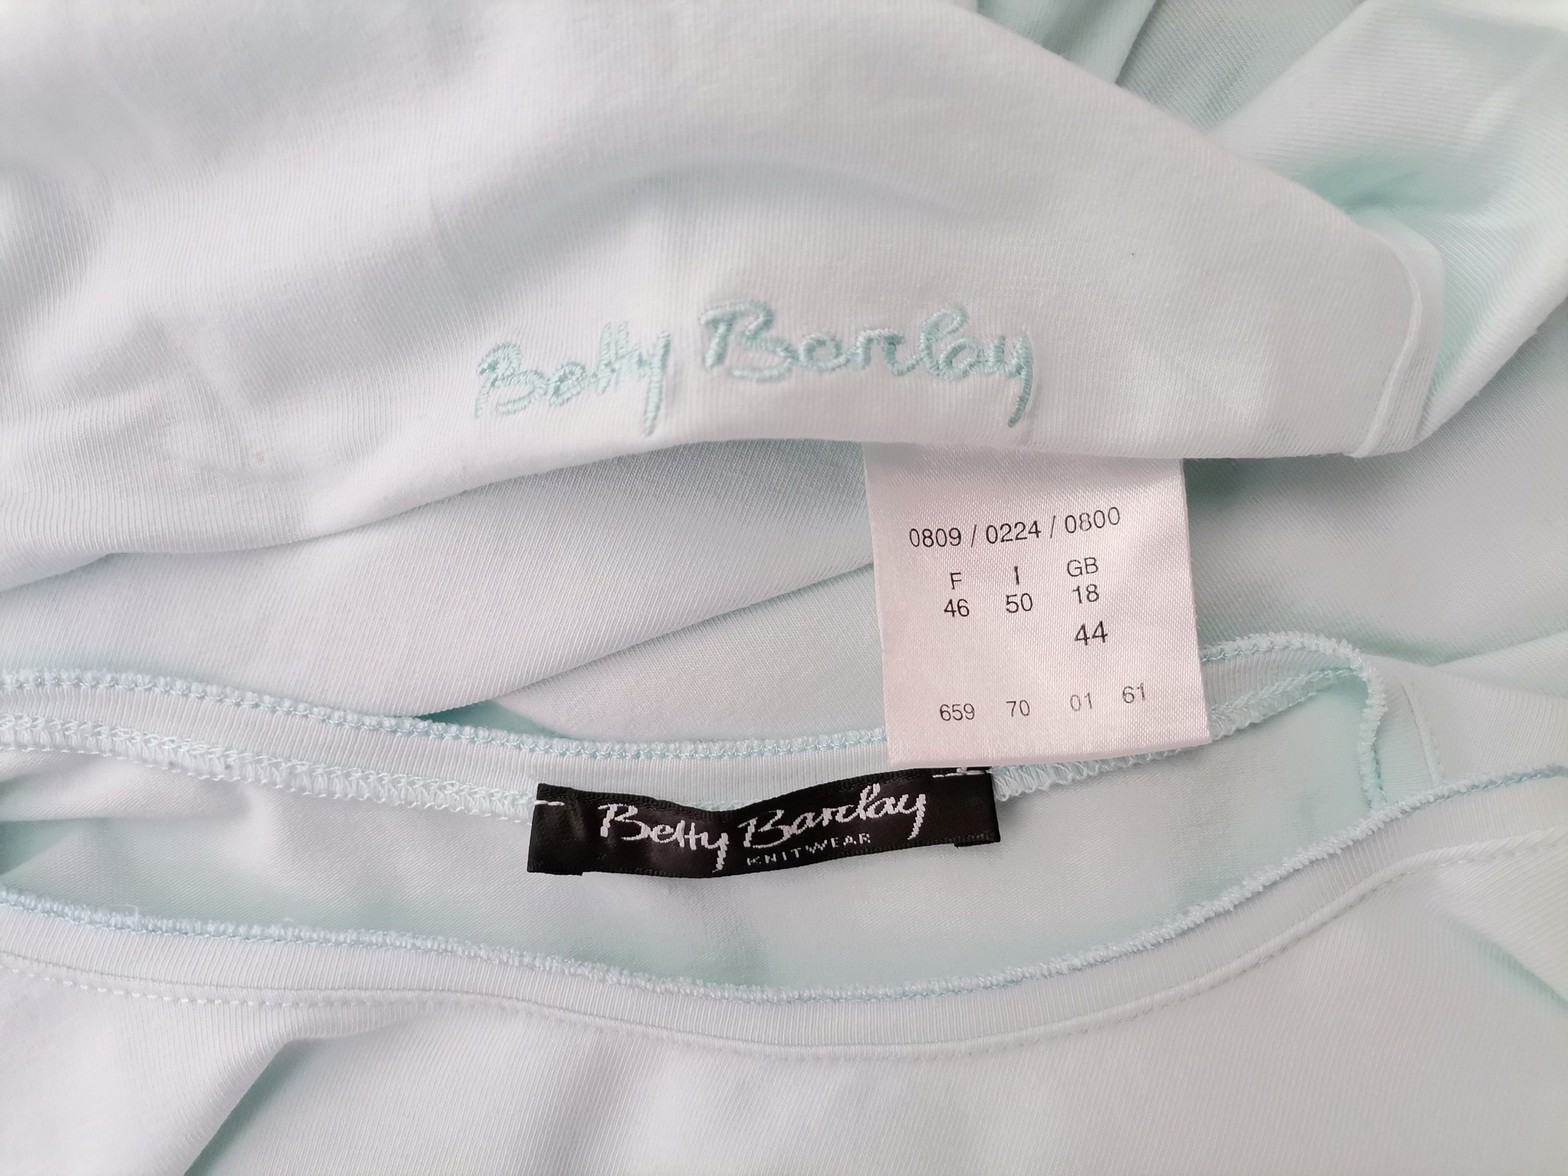 Betty Barclay
0809 / 0224 / 0800
F I GB
46 50 18
44
659 70 01 61
Betty Barclay
KNITWEAR